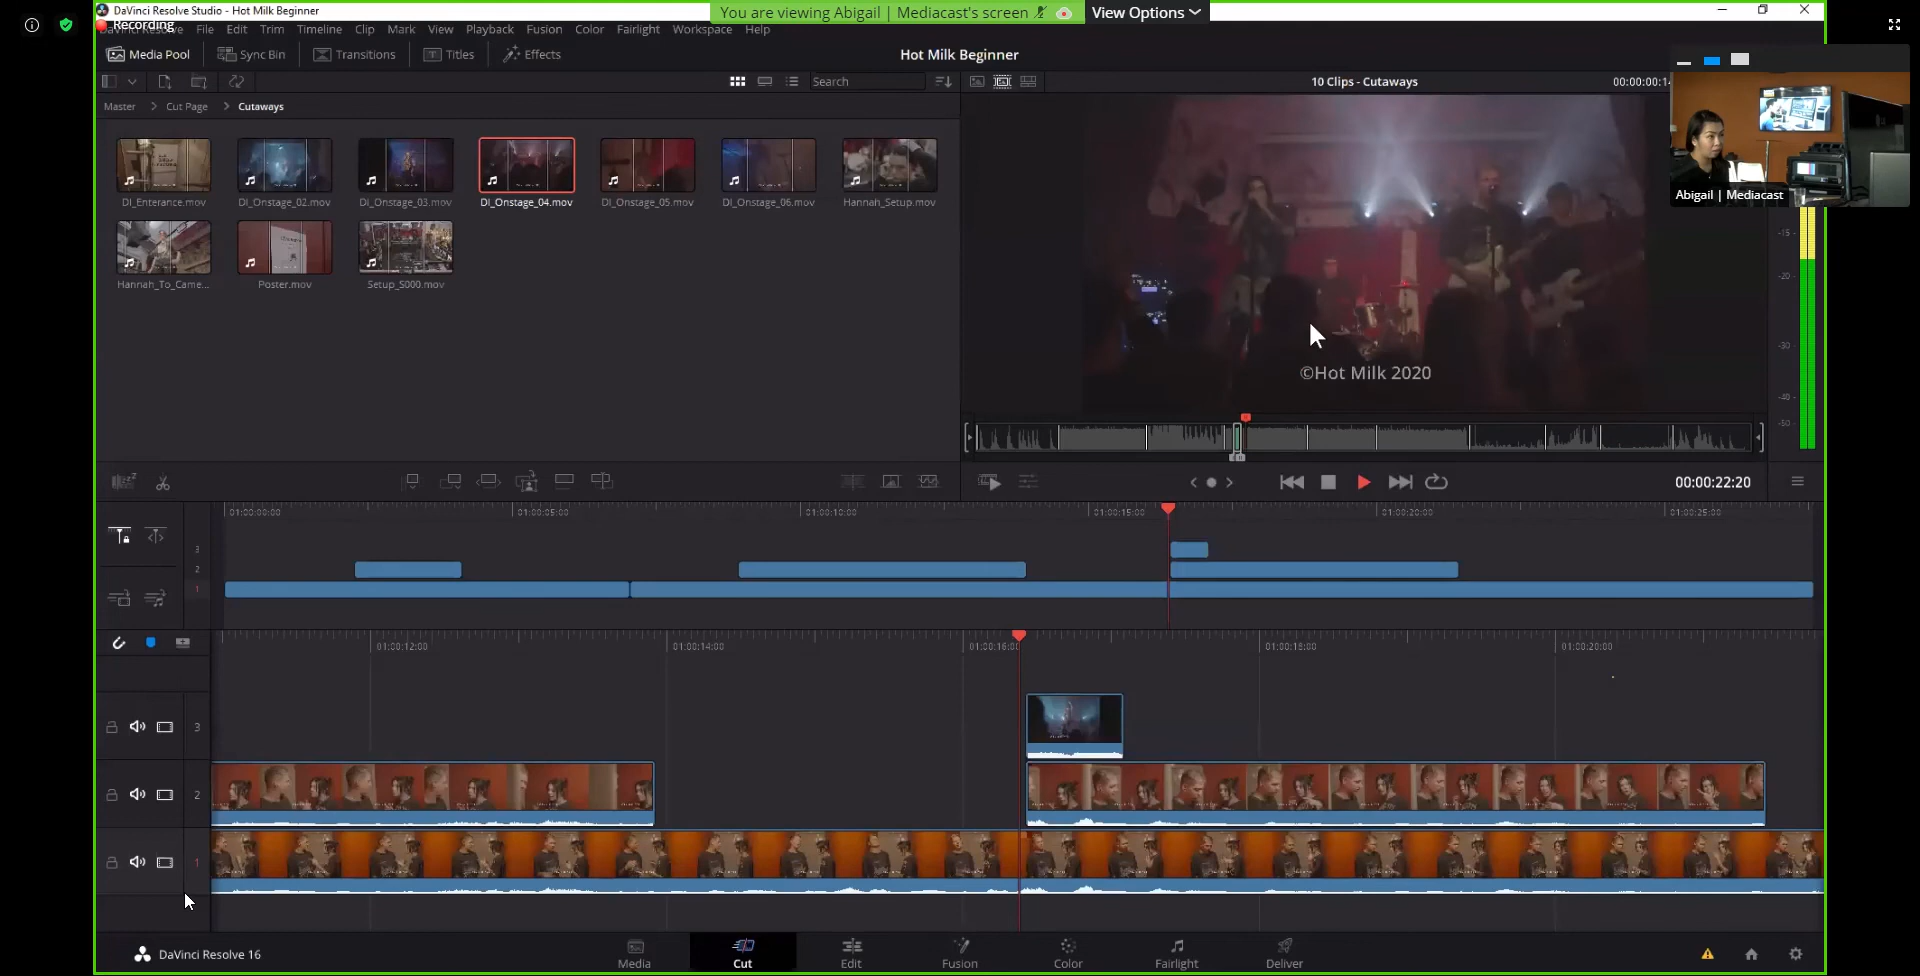 DaVinci Resolve Studio - Hot Milk Beginner
You are viewing Abigail | Mediacast's screen
View Options
Recording
DaVinci Resolve File Edit Trim Timeline Clip Mark View Playback Fusion Color Fairlight Workspace Help
Media Pool Sync Bin Transitions Titles Effects
Hot Milk Beginner
Search
10 Clips - Cutaways
00:00:00:1
Master > Cut Page > Cutaways
DI_Enterance.mov DI_Onstage_02.mov DI_Onstage_03.mov DI_Onstage_04.mov DI_Onstage_05.mov DI_Onstage_06.mov Hannah_Setup.mov
Hannah_To_Came... Poster.mov Setup_S000.mov
©Hot Milk 2020
Abigail | Mediacast
-15
-20
-30
-40
-50
00:00:22:20
01:00:00:00 01:00:05:00 01:00:10:00 01:00:15:00 01:00:20:00 01:00:25:00
3
2
1
01:00:12:00 01:00:14:00 01:00:16:00 01:00:18:00 01:00:20:00
3
2
1
DaVinci Resolve 16
Media Cut Edit Fusion Color Fairlight Deliver